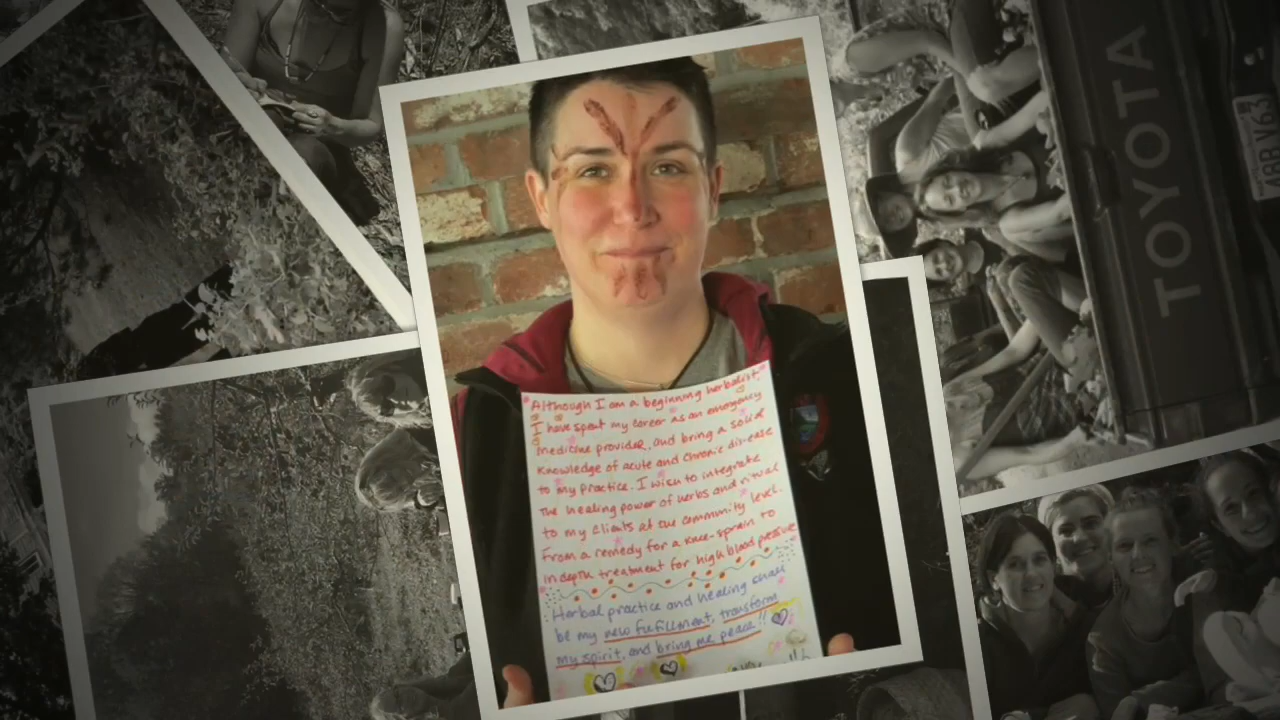 Although I am a beginning herbalist
I have spent my career as an emergency
medicine provider, and bring a solid
knowledge of acute and chronic dis-ease
to my practice. I wish to integrate
The healing power of herbs and ritual
to my clients at the community level.
From a remedy for a knee-sprain to
in depth treatment for high blood pressure
Herbal practice and healing shall
be my new fulfillment, transform
my spirit, and bring me peace!!
TOYOTA